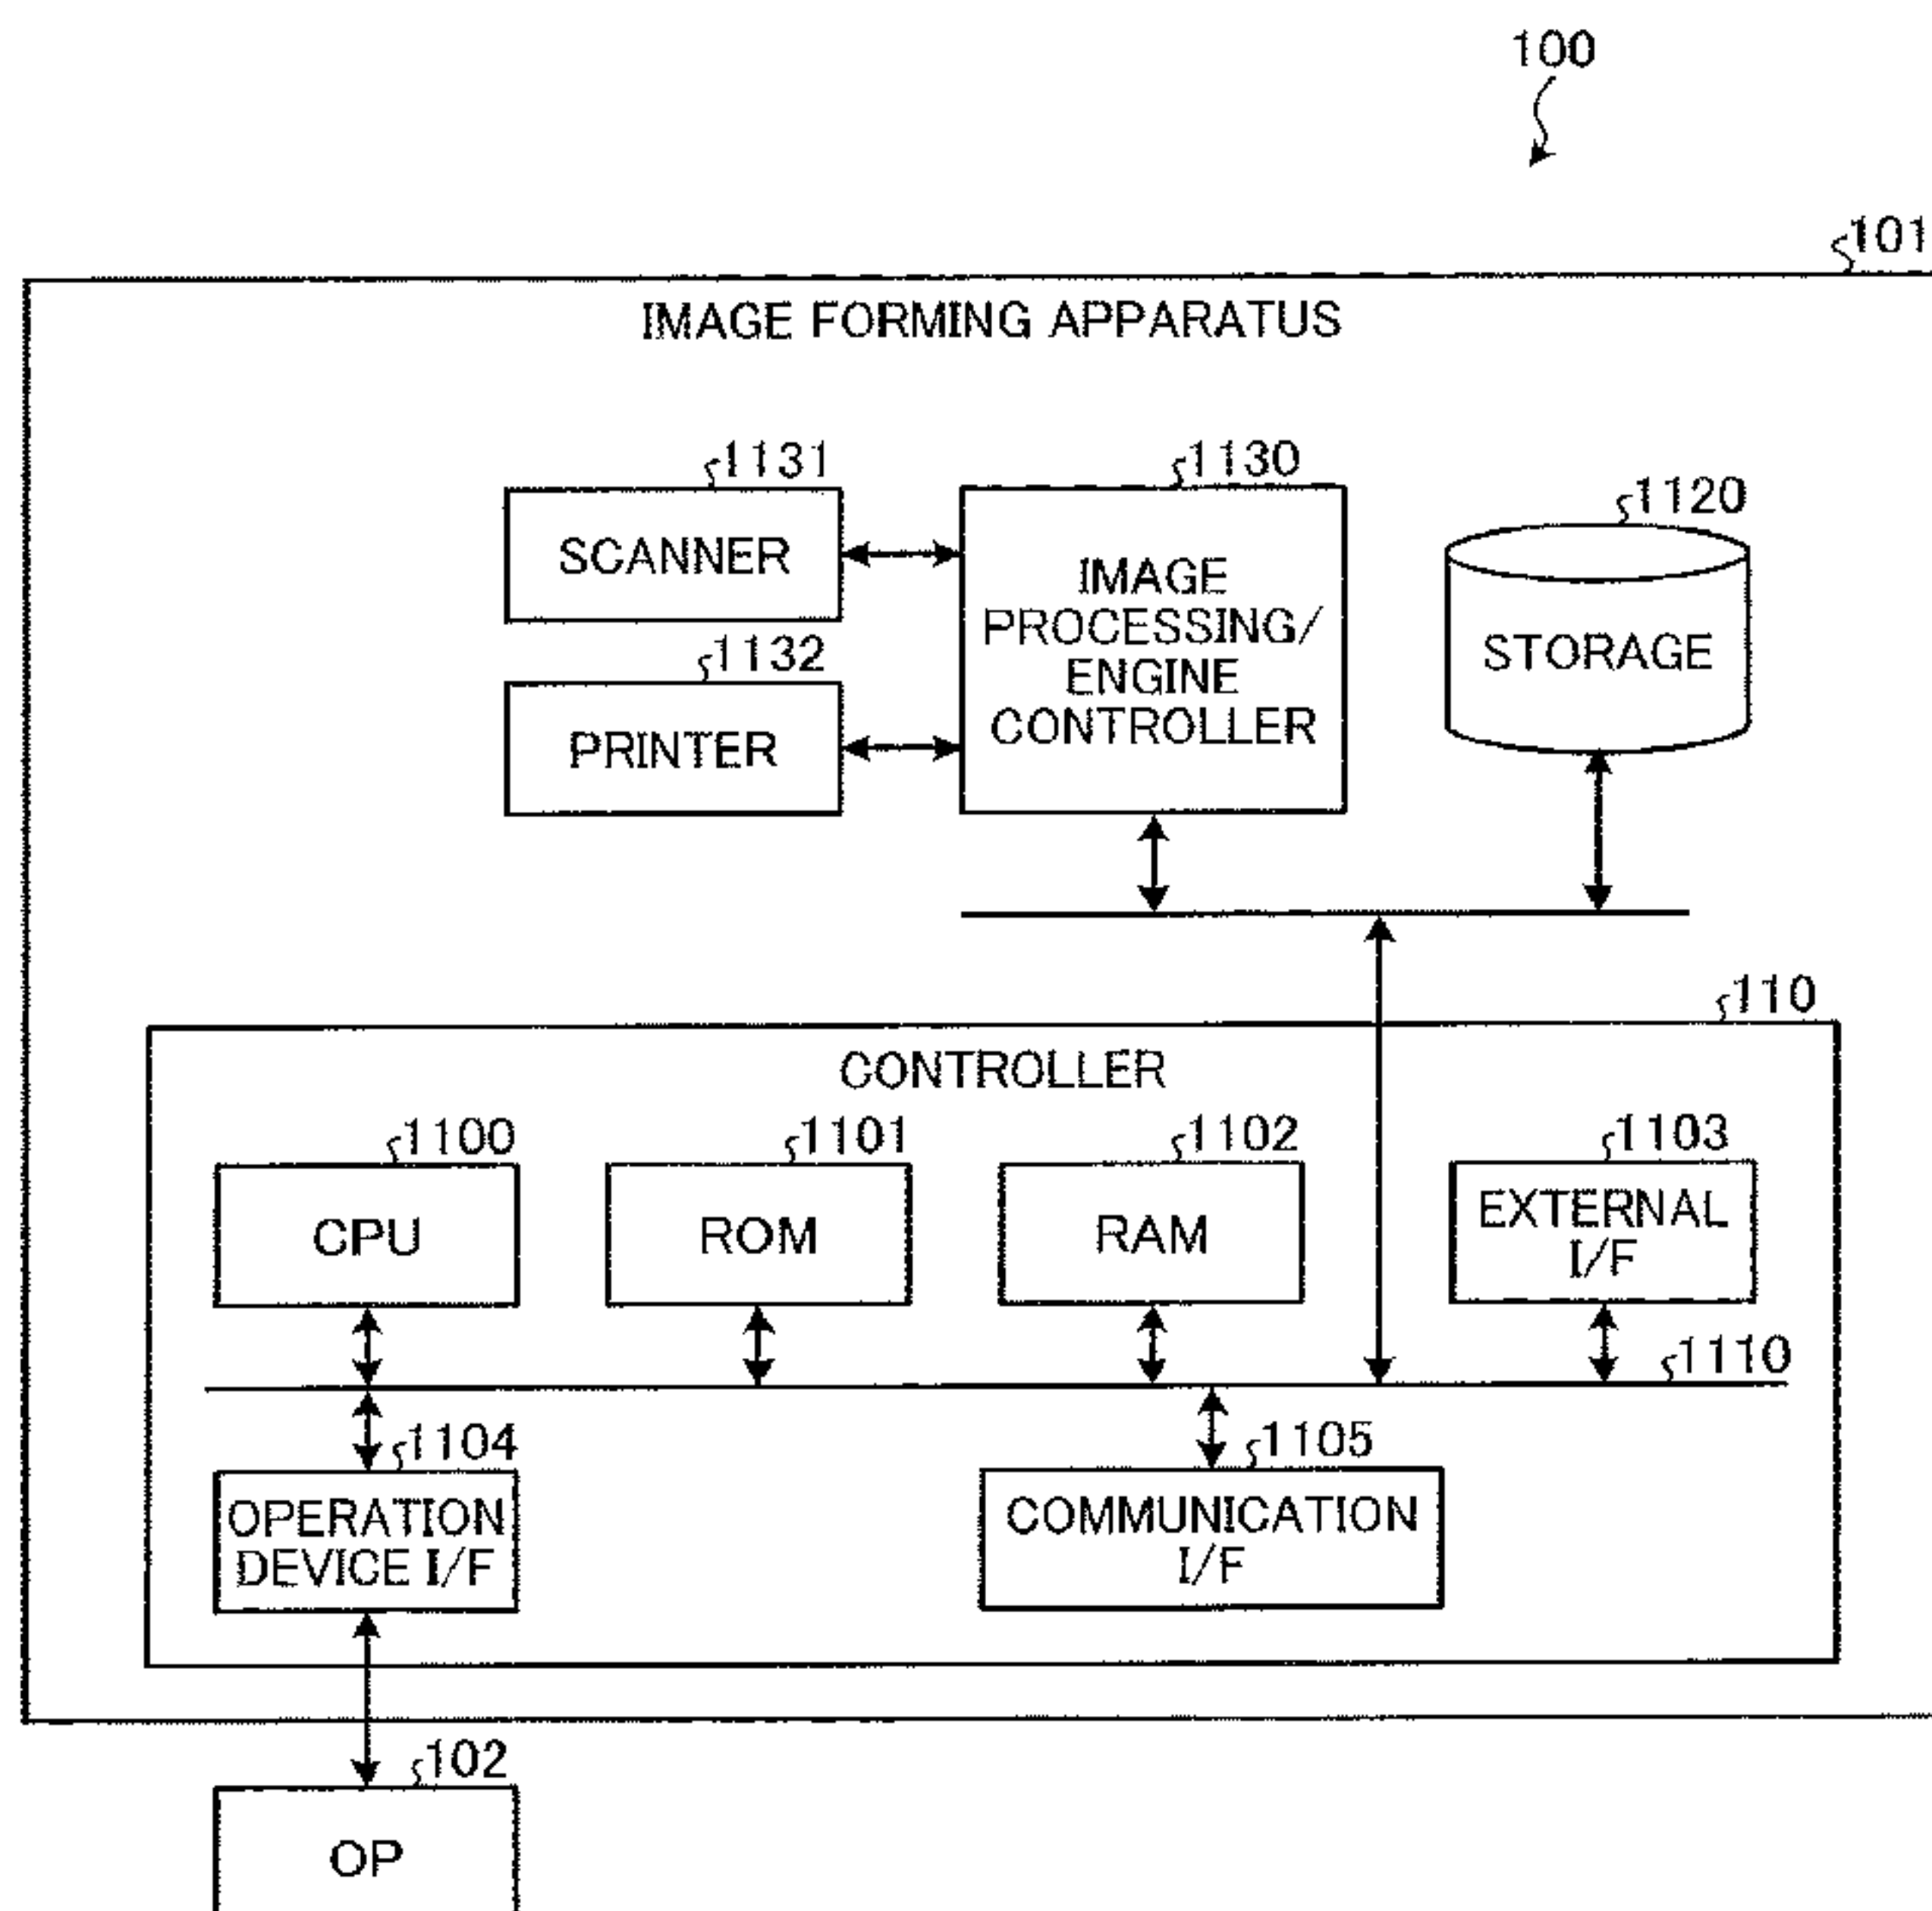 100
101
IMAGE FORMING APPARATUS
1131
1130
1120
SCANNER
IMAGE
PROCESSING/
ENGINE
CONTROLLER
STORAGE
1132
PRINTER
110
CONTROLLER
1100
1101
1102
1103
CPU
ROM
RAM
EXTERNAL
I/F
1110
1104
1105
OPERATION
DEVICE I/F
COMMUNICATION
I/F
102
OP